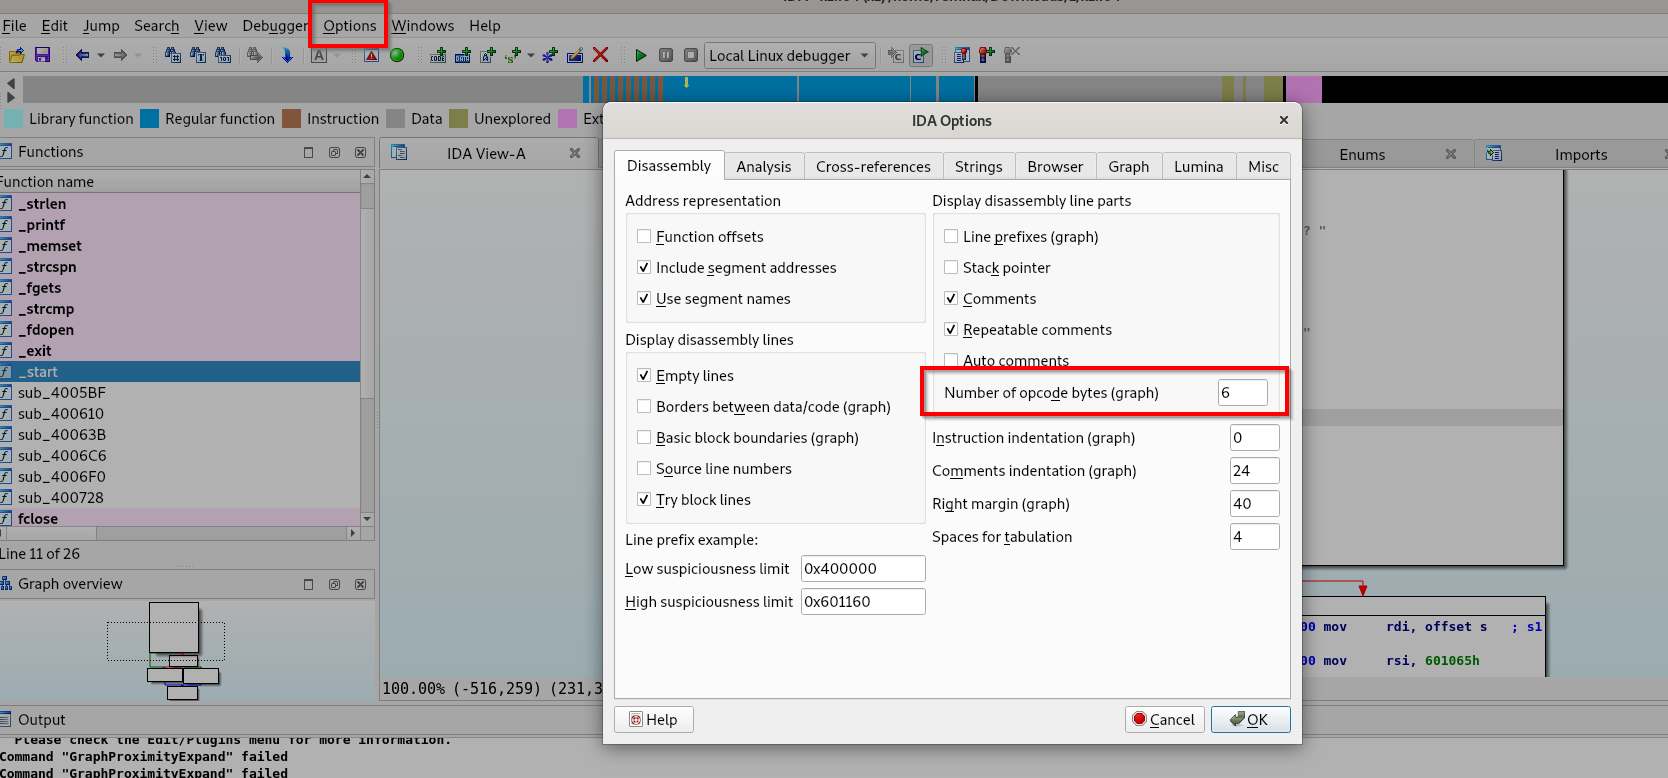 File Edit Jump Search View Debugger Options Windows Help
Local Linux debugger
Library function Regular function Instruction Data Unexplored Ext
Functions
Function name
_strlen
_printf
_memset
_strcspn
_fgets
_strcmp
_fdopen
_exit
_start
sub_4005BF
sub_400610
sub_40063B
sub_4006C6
sub_4006F0
sub_400728
fclose
Line 11 of 26
Graph overview
IDA View-A
100.00% (-516,259) (231,3
Enums
Imports
? "
"
00 mov rdi, offset s ; s1
00 mov rsi, 601065h
IDA Options
Disassembly Analysis Cross-references Strings Browser Graph Lumina Misc
Address representation
Function offsets
Include segment addresses
Use segment names
Display disassembly lines
Empty lines
Borders between data/code (graph)
Basic block boundaries (graph)
Source line numbers
Try block lines
Line prefix example:
Low suspiciousness limit 0x400000
High suspiciousness limit 0x601160
Display disassembly line parts
Line prefixes (graph)
Stack pointer
Comments
Repeatable comments
Auto comments
Number of opcode bytes (graph) 6
Instruction indentation (graph) 0
Comments indentation (graph) 24
Right margin (graph) 40
Spaces for tabulation 4
Help Cancel OK
Output
Please check the Edit/Plugins menu for more information.
Command "GraphProximityExpand" failed
Command "GraphProximityExpand" failed